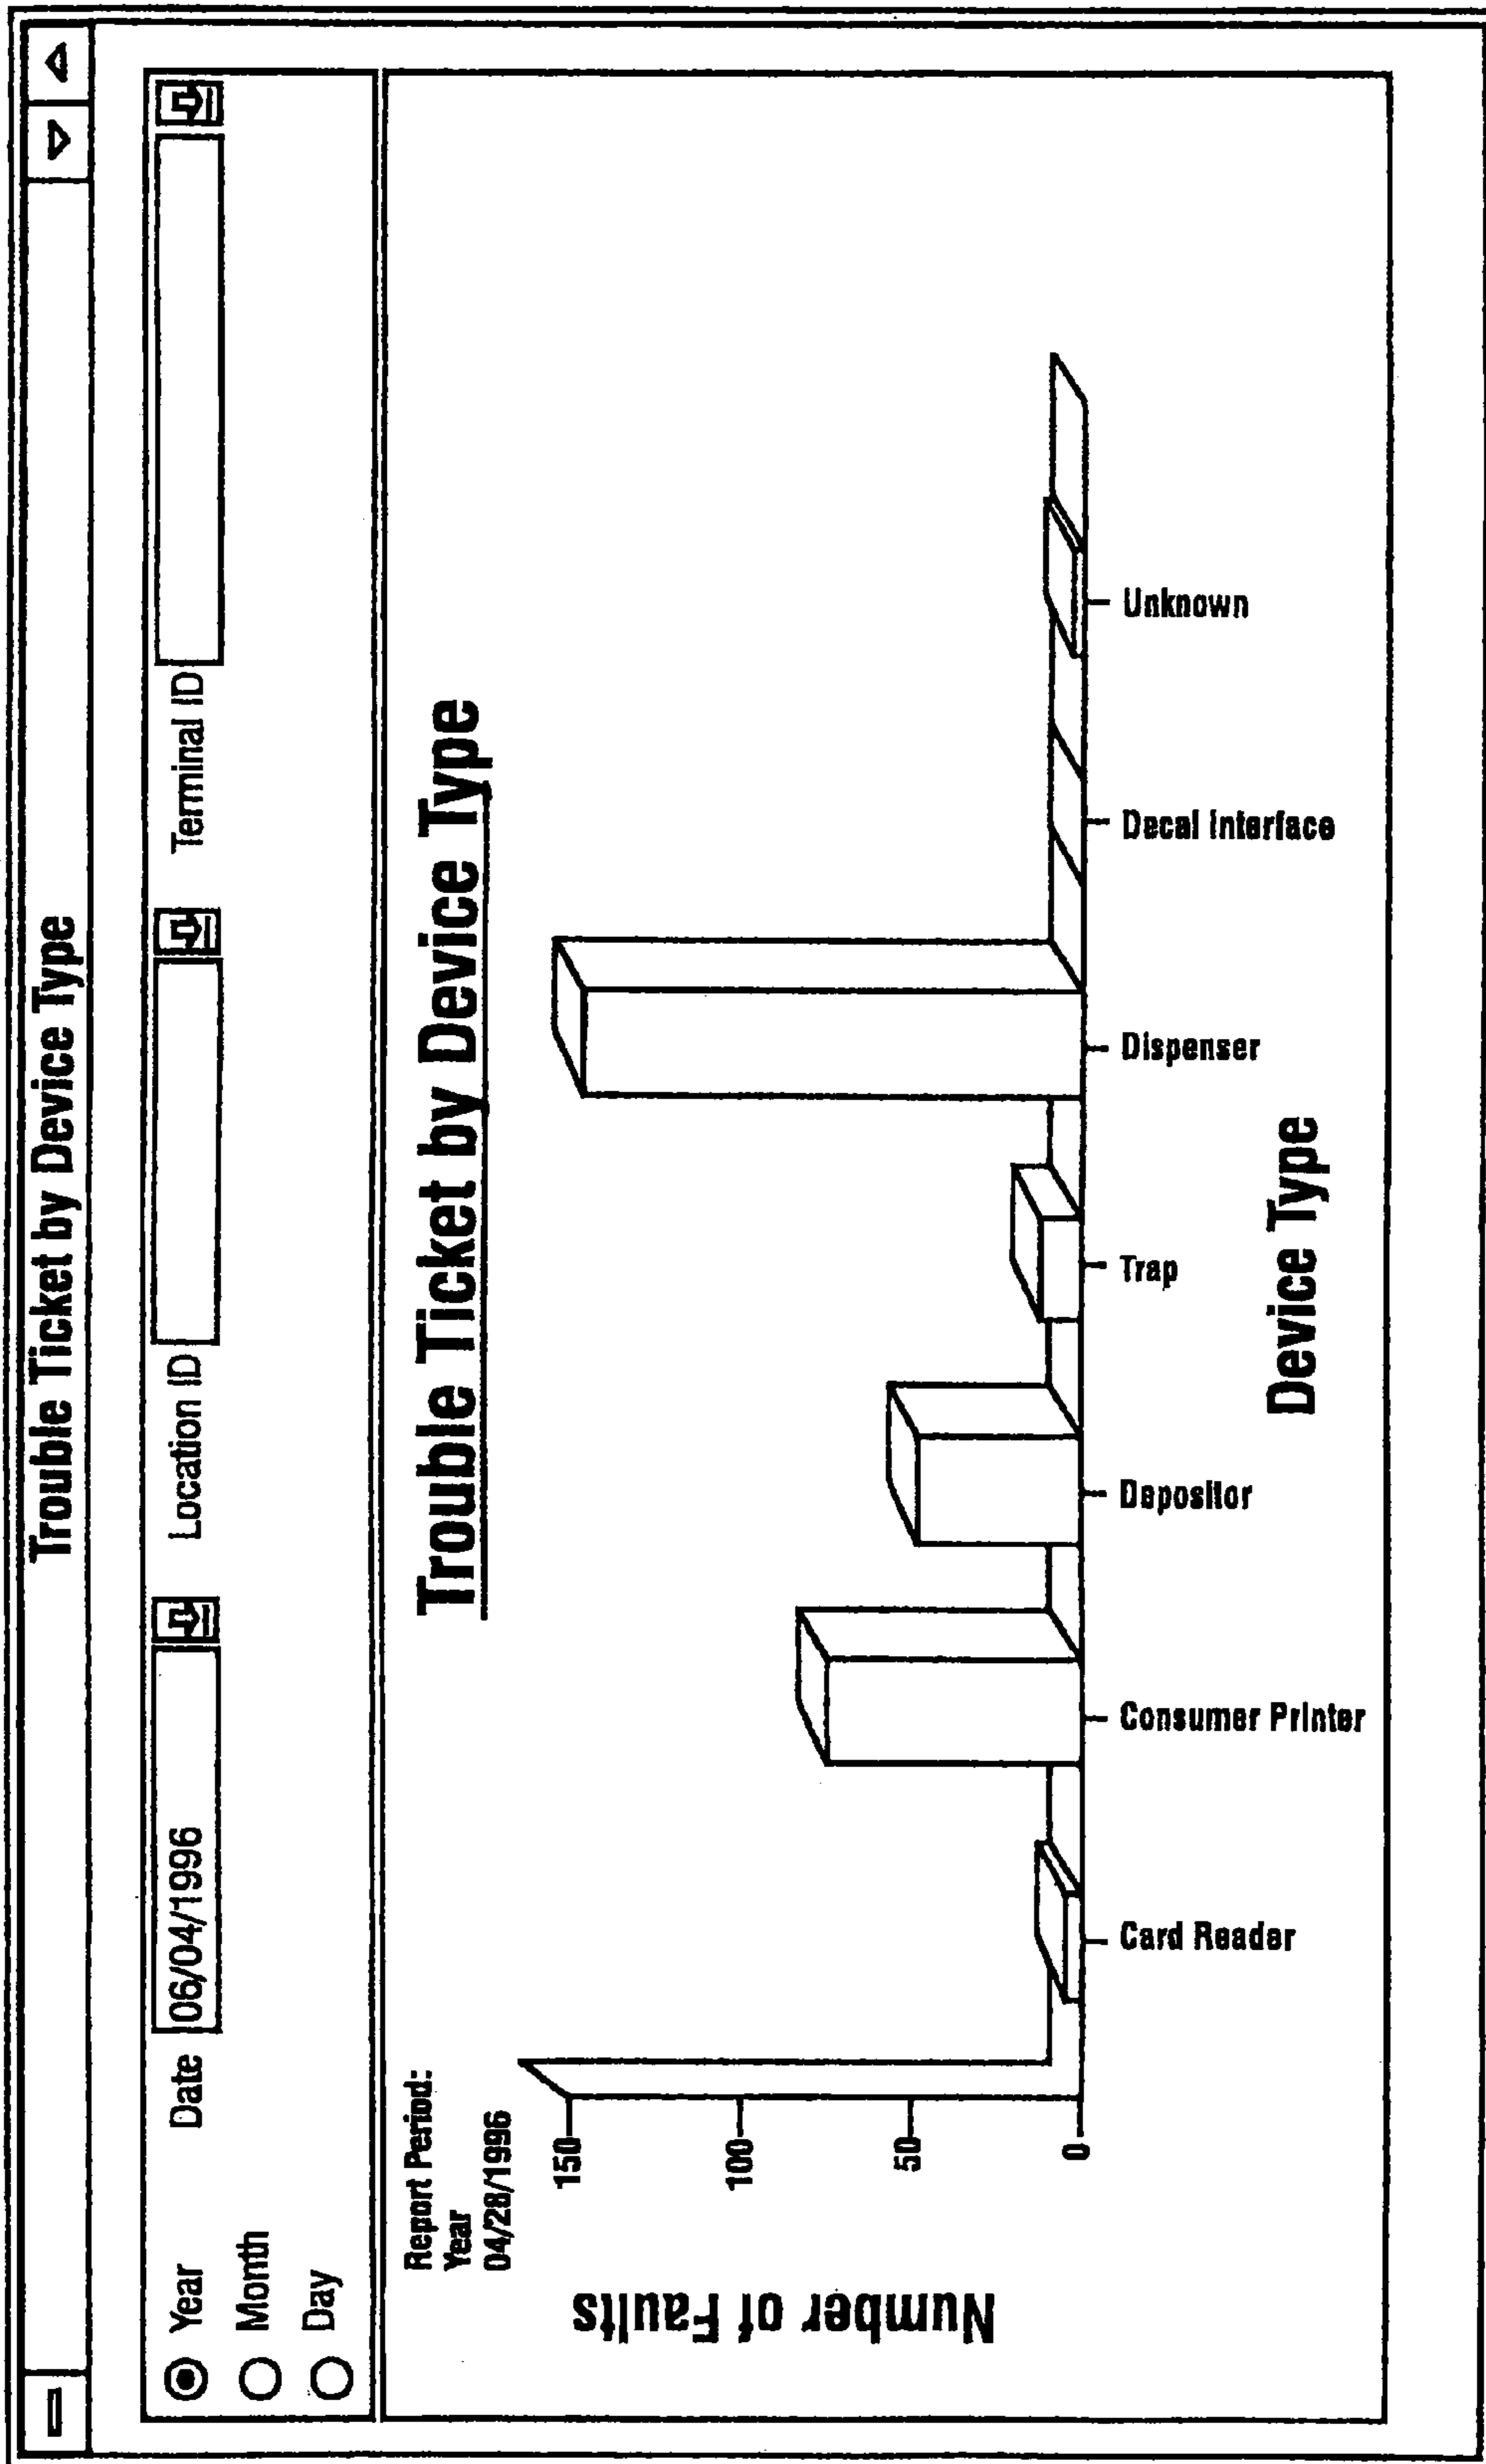 Trouble Ticket by Device Type
Year
Month
Day
Date 06/04/1996
Location ID
Terminal ID
Trouble Ticket by Device Type
Report Period:
Year
04/28/1996
Number of Faults
150
100
50
0
Card Reader
Consumer Printer
Depositor
Trap
Dispenser
Decal Interface
Unknown
Device Type